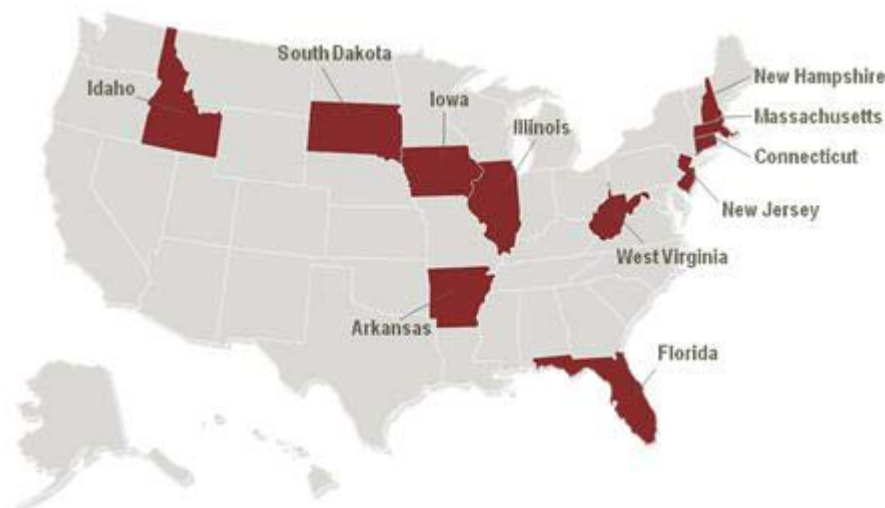 South Dakota
New Hampshire
Idaho
Iowa
Massachusetts
Illinois
Connecticut
New Jersey
West Virginia
Arkansas
Florida